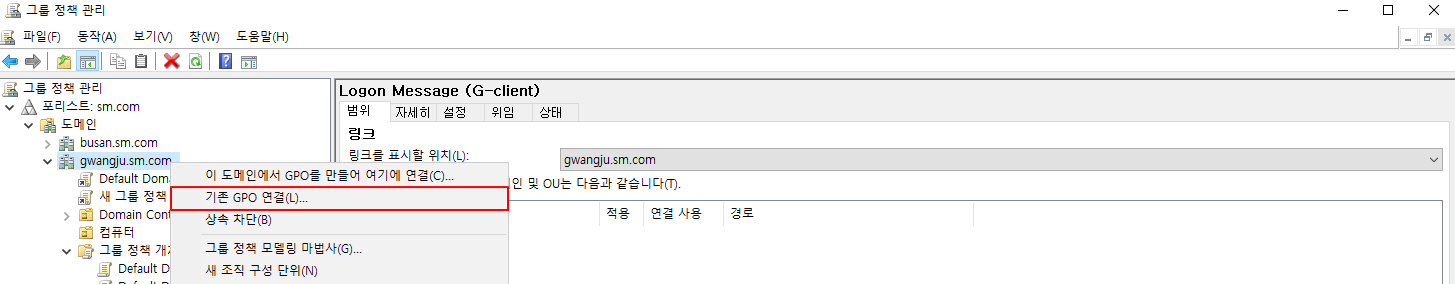 그룹 정책 관리
파일(F) 동작(A) 보기(V) 창(W) 도움말(H)
그룹 정책 관리
포리스트: sm.com
도메인
busan.sm.com
gwangju.sm.com
Default Doma
새 그룹 정책
Domain Cont
컴퓨터
그룹 정책 개
Default D
이 도메인에서 GPO를 만들어 여기에 연결(C)...
기존 GPO 연결(L)...
상속 차단(B)
그룹 정책 모델링 마법사(G)...
새 조직 구성 단위(N)
Logon Message (G-client)
범위 자세히 설정 위임 상태
링크
링크를 표시할 위치(L): gwangju.sm.com
인 및 OU는 다음과 같습니다(T).
적용 연결 사용 경로